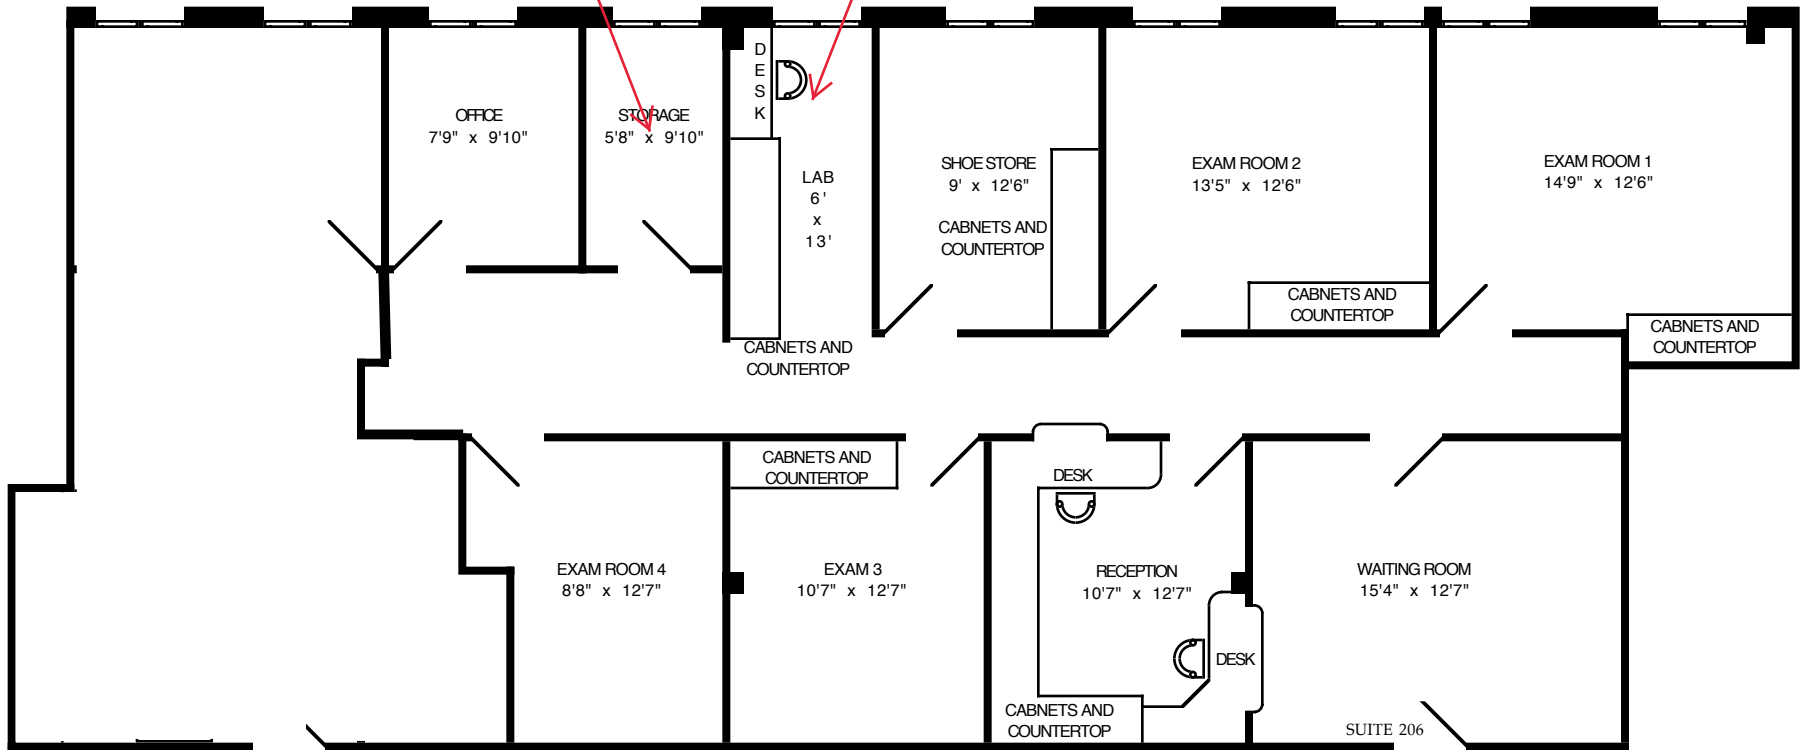 D
E
S
K
OFFICE
7'9" x 9'10"
STORAGE
5'8" x 9'10"
LAB
6'
x
13'
SHOE STORE
9' x 12'6"
CABNETS AND
COUNTERTOP
EXAM ROOM 2
13'5" x 12'6"
EXAM ROOM 1
14'9" x 12'6"
CABNETS AND
COUNTERTOP
CABNETS AND
COUNTERTOP
CABNETS AND
COUNTERTOP
CABNETS AND
COUNTERTOP
DESK
EXAM ROOM 4
8'8" x 12'7"
EXAM 3
10'7" x 12'7"
RECEPTION
10'7" x 12'7"
WAITING ROOM
15'4" x 12'7"
DESK
CABNETS AND
COUNTERTOP
SUITE 206